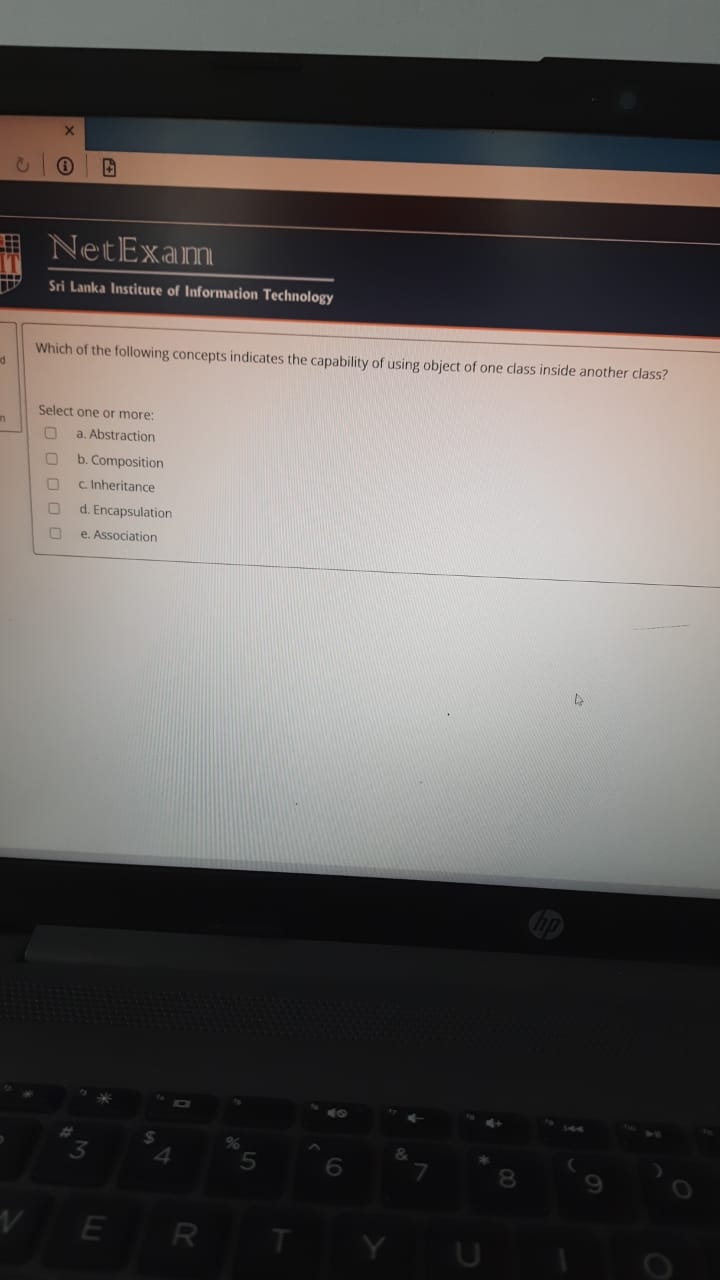 IT
NetExam
Sri Lanka Institute of Information Technology
d
n
Which of the following concepts indicates the capability of using object of one class inside another class?
Select one or more:
a. Abstraction
b. Composition
c. Inheritance
d. Encapsulation
e. Association
hp
# $ % ^ & * ( )
3 4 5 6 7 8 9 0
E R T Y U I O